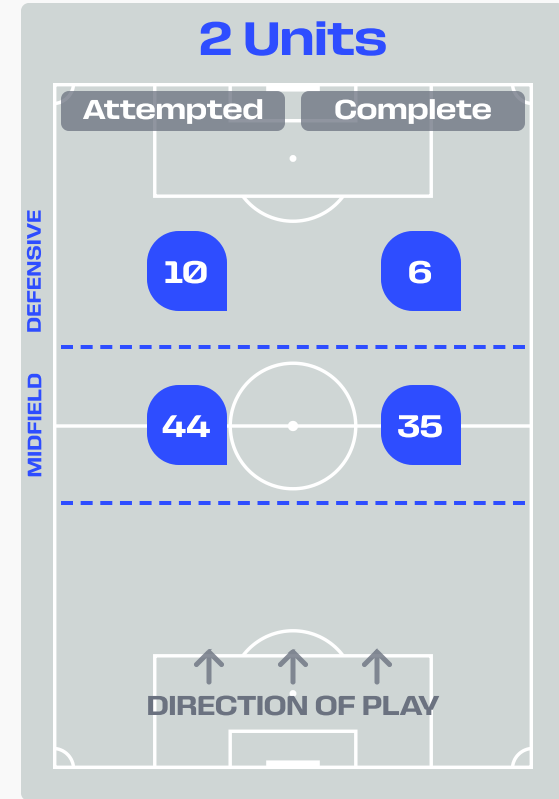 2 Units
Attempted Complete
DEFENSIVE
10 6
MIDFIELD
44 35
DIRECTION OF PLAY